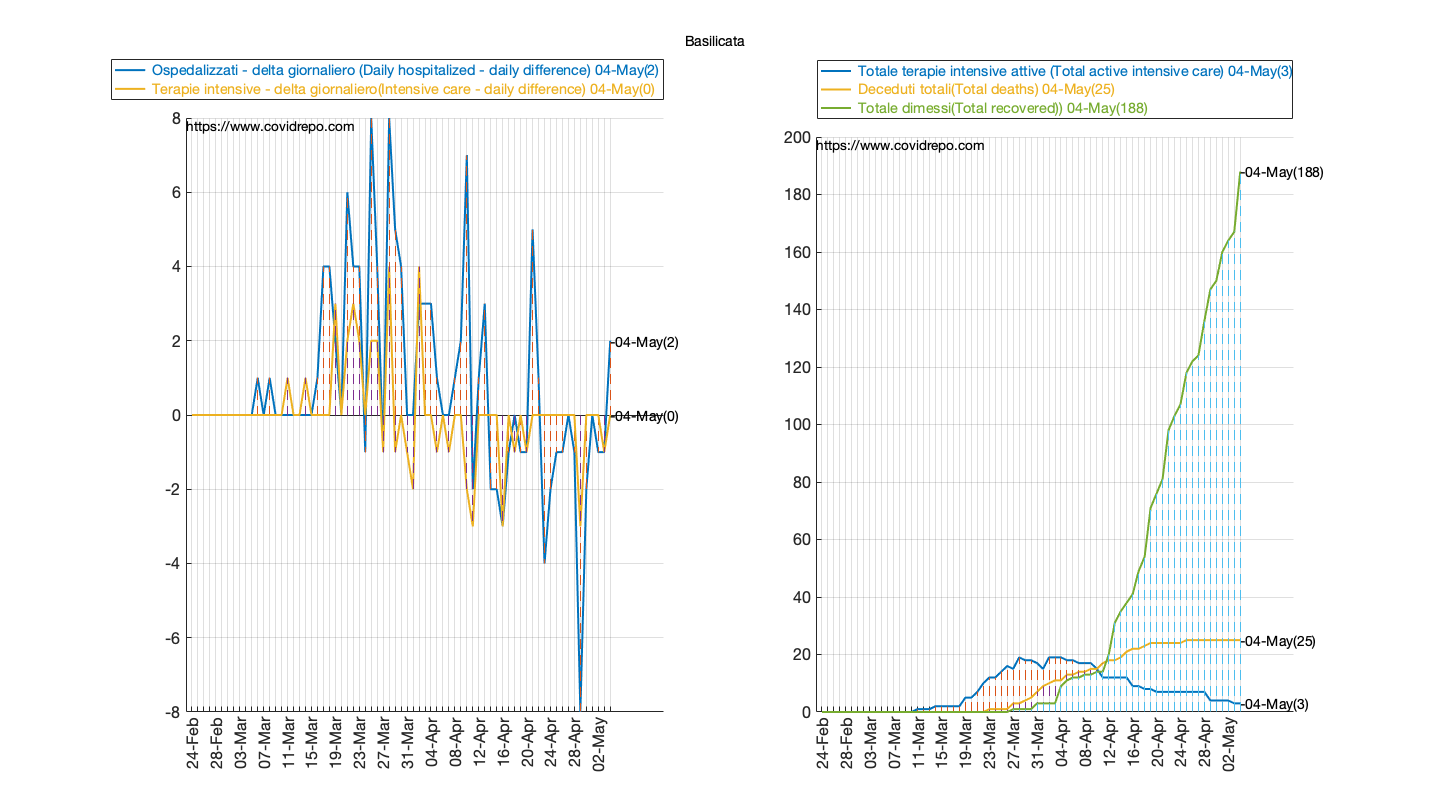 Basilicata
Ospedalizzati - delta giornaliero (Daily hospitalized - daily difference) 04-May(2)
Terapie intensive - delta giornaliero(Intensive care - daily difference) 04-May(0)
https://www.covidrepo.com
8
6
4
2
0
-2
-4
-6
-8
04-May(2)
04-May(0)
24-Feb
28-Feb
03-Mar
07-Mar
11-Mar
15-Mar
19-Mar
23-Mar
27-Mar
31-Mar
04-Apr
08-Apr
12-Apr
16-Apr
20-Apr
24-Apr
28-Apr
02-May
Totale terapie intensive attive (Total active intensive care) 04-May(3)
Deceduti totali(Total deaths) 04-May(25)
Totale dimessi(Total recovered)) 04-May(188)
https://www.covidrepo.com
200
180
160
140
120
100
80
60
40
20
0
04-May(188)
04-May(25)
04-May(3)
24-Feb
28-Feb
03-Mar
07-Mar
11-Mar
15-Mar
19-Mar
23-Mar
27-Mar
31-Mar
04-Apr
08-Apr
12-Apr
16-Apr
20-Apr
24-Apr
28-Apr
02-May